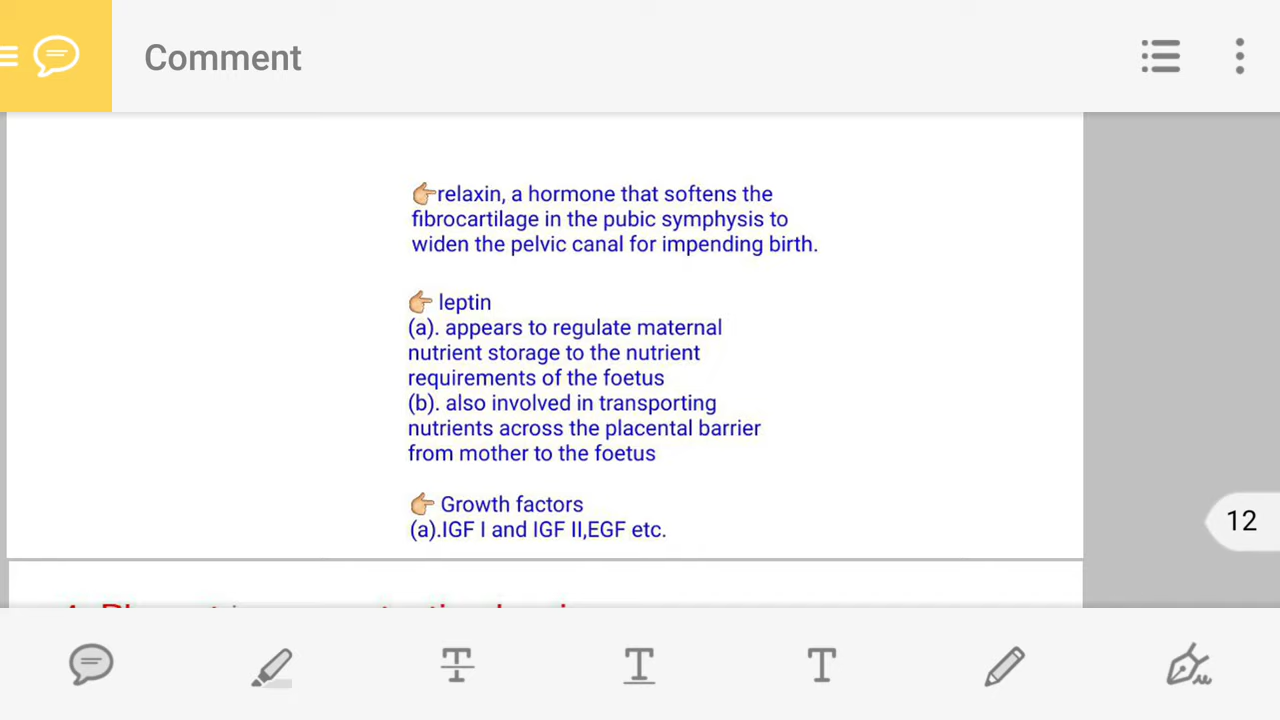 Comment
👉relaxin, a hormone that softens the
fibrocartilage in the pubic symphysis to
widen the pelvic canal for impending birth.
👉 leptin
(a). appears to regulate maternal
nutrient storage to the nutrient
requirements of the foetus
(b). also involved in transporting
nutrients across the placental barrier
from mother to the foetus
👉 Growth factors
(a).IGF I and IGF II,EGF etc.
12